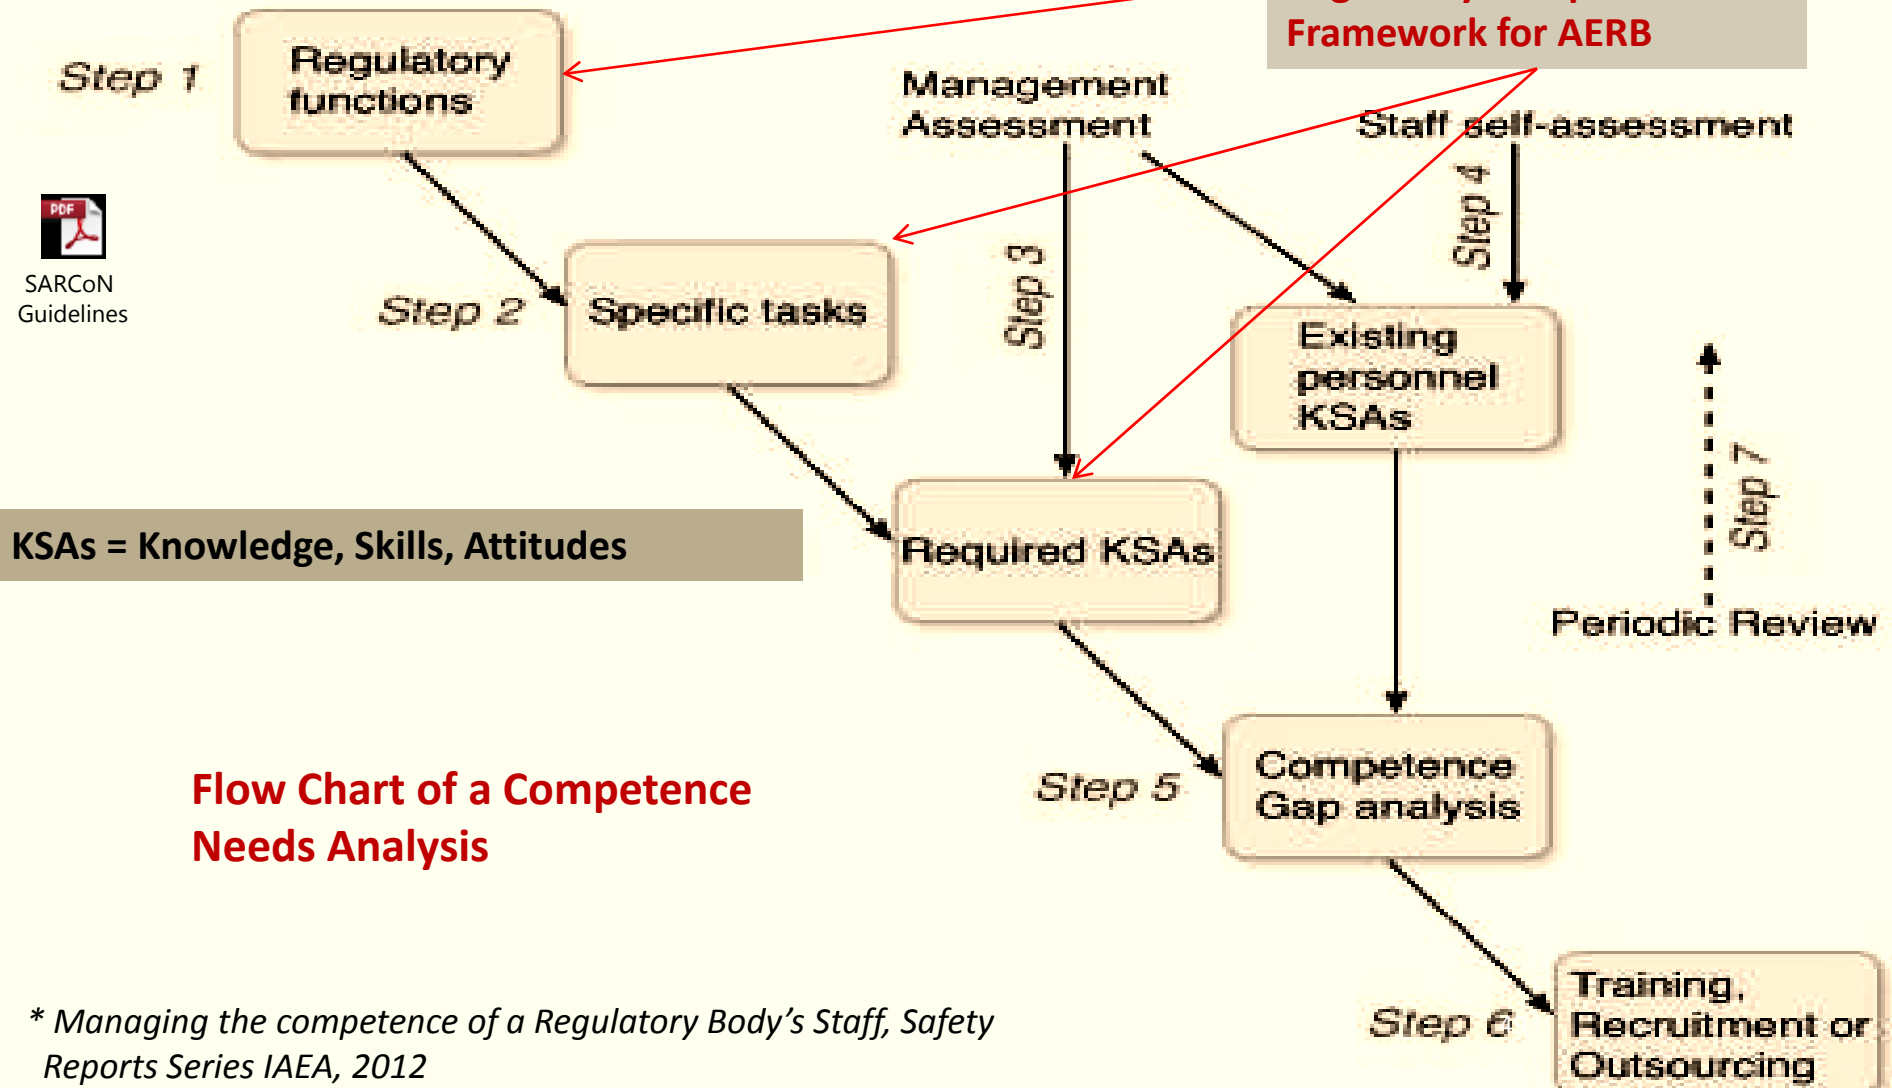 Framework for AERB
Step 1
Regulatory
functions
Management
Assessment
Staff self-assessment
PDF
SARCoN
Guidelines
Step 2
Specific tasks
Step 3
Step 4
Existing
personnel
KSAs
Step 7
KSAs = Knowledge, Skills, Attitudes
Required KSAs
Periodic Review
Flow Chart of a Competence
Needs Analysis
Step 5
Competence
Gap analysis
Step 6
Training,
Recruitment or
Outsourcing
* Managing the competence of a Regulatory Body’s Staff, Safety
Reports Series IAEA, 2012